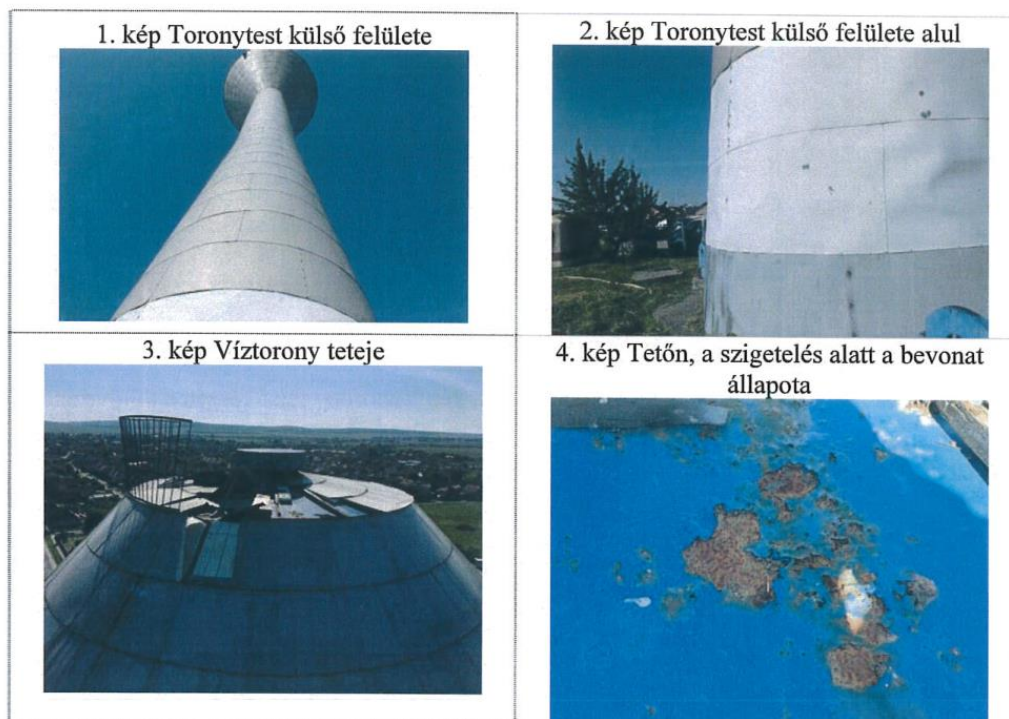 1. kép Toronytest külső felülete
2. kép Toronytest külső felülete alul
3. kép Víztorony teteje
4. kép Tetőn, a szigetelés alatt a bevonat
állapota